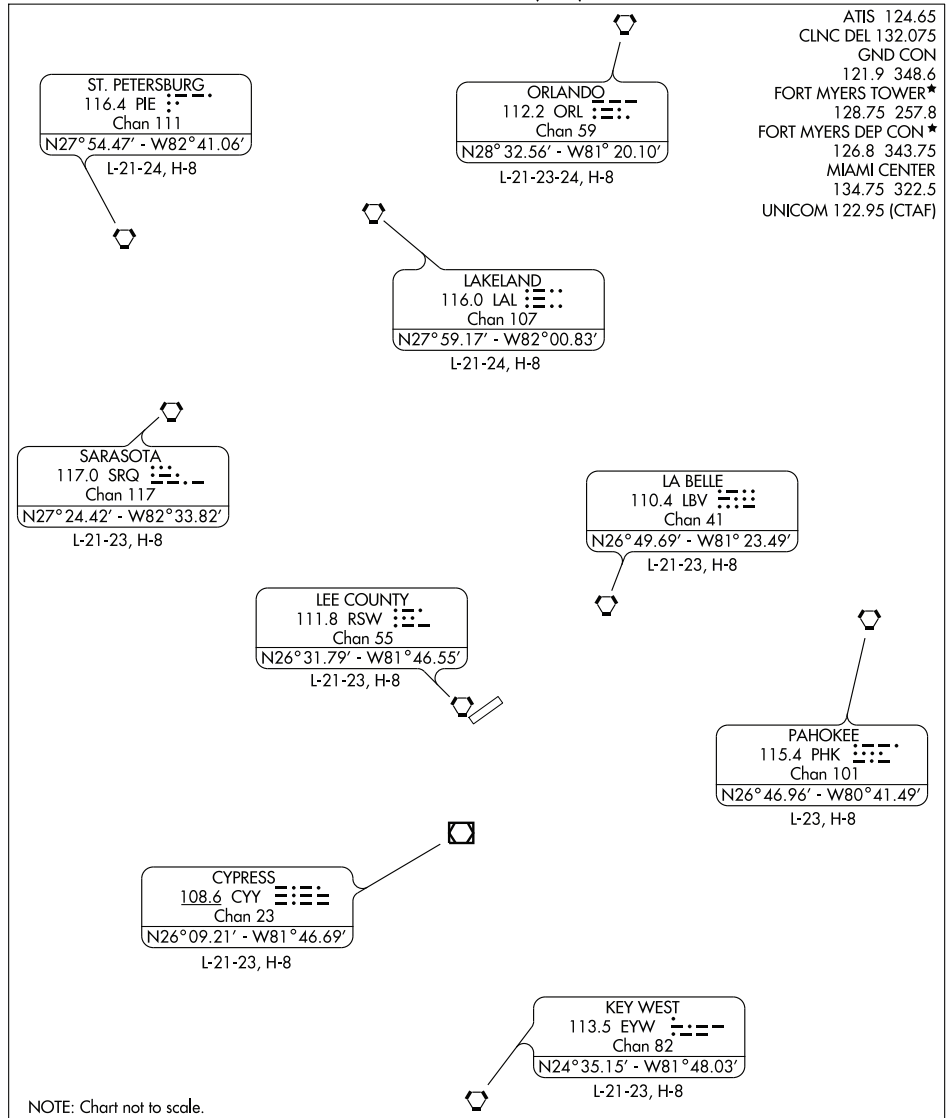 ATIS 124.65
CLNC DEL 132.075
GND CON
121.9 348.6
FORT MYERS TOWER★
128.75 257.8
FORT MYERS DEP CON★
126.8 343.75
MIAMI CENTER
134.75 322.5
UNICOM 122.95 (CTAF)
ST. PETERSBURG
116.4 PIE
Chan 111
N27°54.47′ - W82°41.06′
L-21-24, H-8
ORLANDO
112.2 ORL
Chan 59
N28°32.56′ - W81°20.10′
L-21-23-24, H-8
LAKELAND
116.0 LAL
Chan 107
N27°59.17′ - W82°00.83′
L-21-24, H-8
SARASOTA
117.0 SRQ
Chan 117
N27°24.42′ - W82°33.82′
L-21-23, H-8
LA BELLE
110.4 LBV
Chan 41
N26°49.69′ - W81°23.49′
L-21-23, H-8
LEE COUNTY
111.8 RSW
Chan 55
N26°31.79′ - W81°46.55′
L-21-23, H-8
PAHOKEE
115.4 PHK
Chan 101
N26°46.96′ - W80°41.49′
L-23, H-8
CYPRESS
108.6 CYY
Chan 23
N26°09.21′ - W81°46.69′
L-21-23, H-8
KEY WEST
113.5 EYW
Chan 82
N24°35.15′ - W81°48.03′
L-21-23, H-8
NOTE: Chart not to scale.